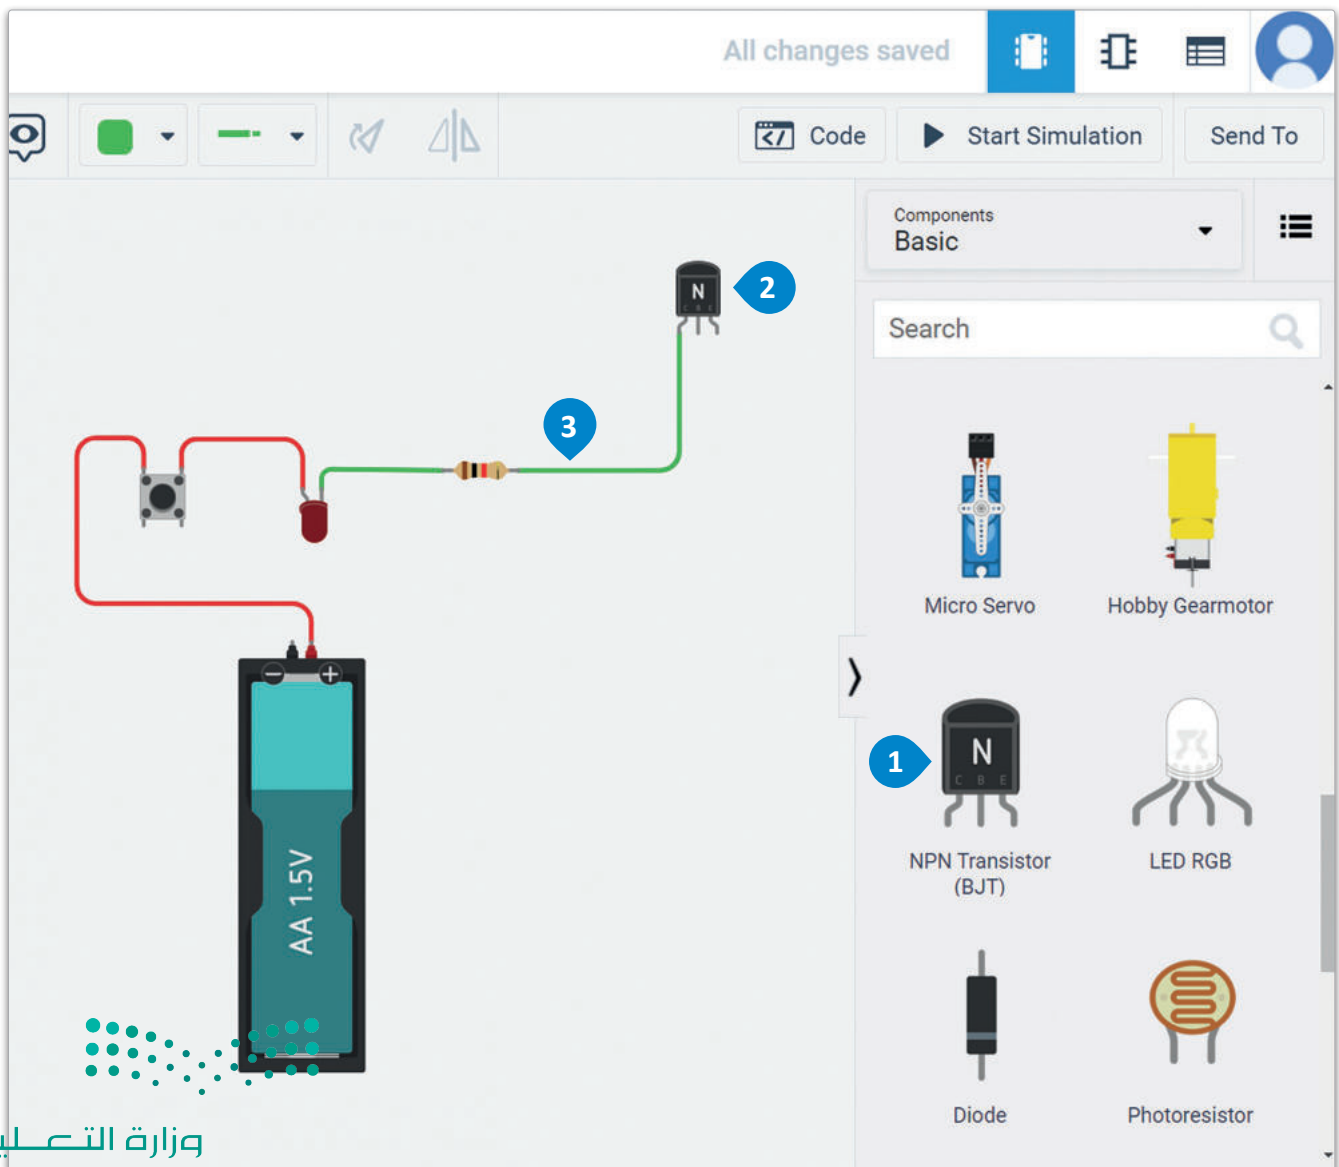 All changes saved
Code
Start Simulation
Send To
Components
Basic
Search
N
2
3
Micro Servo
Hobby Gearmotor
1
N
C B E
NPN Transistor
(BJT)
LED RGB
AA 1.5V
Diode
Photoresistor
وزارة